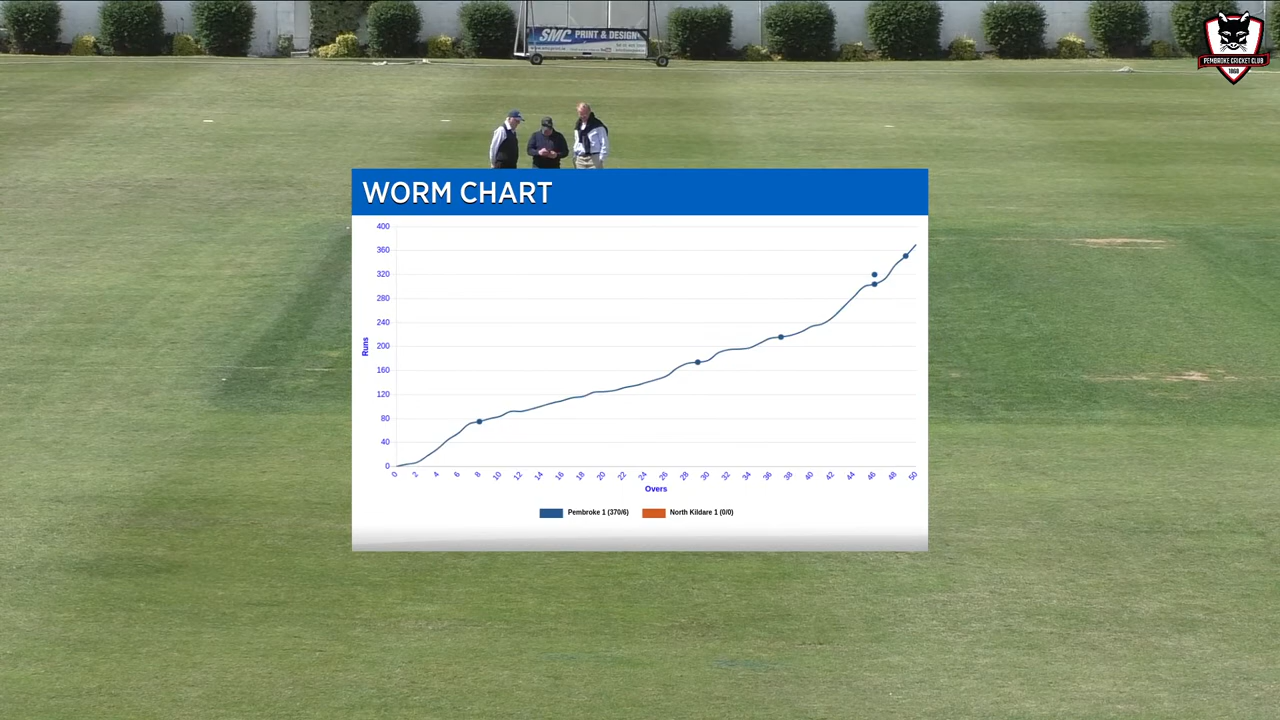 SMC PRINT & DESIGN
PEMBROKE CRICKET CLUB
WORM CHART
400
360
320
280
240
200
160
120
80
40
0
Runs
0 2 4 6 8 10 12 14 16 18 20 22 24 26 28 30 32 34 36 38 40 42 44 46 48 50
Overs
Pembroke 1 (370/6) North Kildare 1 (0/0)